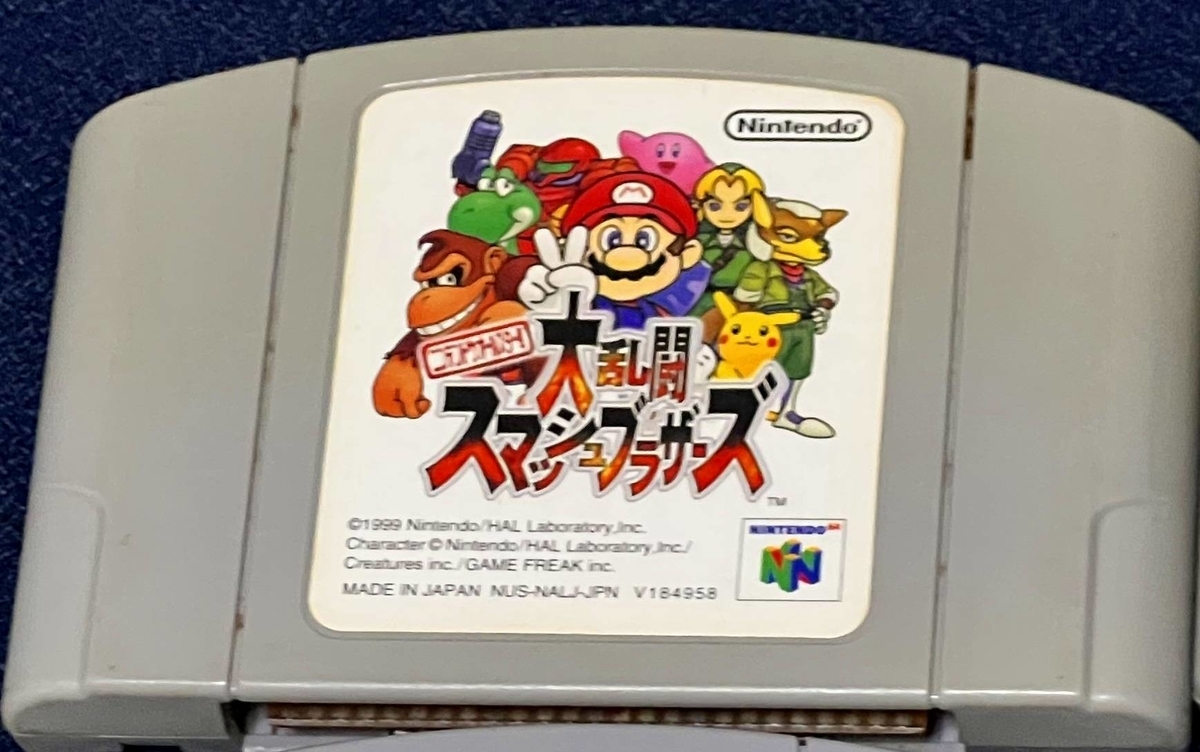 Nintendo®
M
ニンテンドウオールスター!
大乱闘
スマッシュブラザーズ
TM
©1999 Nintendo/HAL Laboratory,Inc.
Character © Nintendo/HAL Laboratory,Inc./
Creatures inc./GAME FREAK inc.
MADE IN JAPAN NUS-NALJ-JPN V184958
NINTENDO64